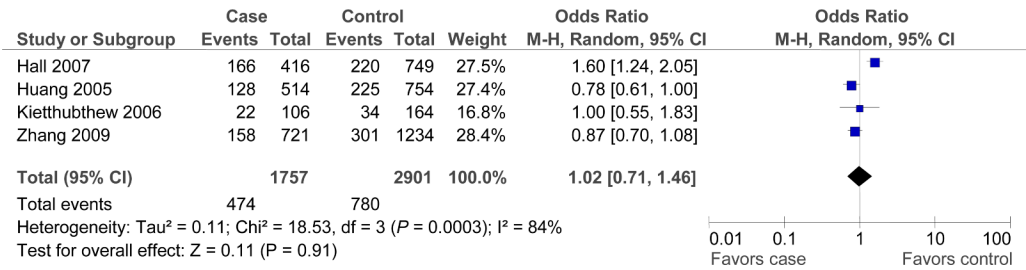 Case Control Odds Ratio Odds Ratio
Study or Subgroup Events Total Events Total Weight M-H, Random, 95% CI M-H, Random, 95% CI
Hall 2007 166 416 220 749 27.5% 1.60 [1.24, 2.05]
Huang 2005 128 514 225 754 27.4% 0.78 [0.61, 1.00]
Kietthubthew 2006 22 106 34 164 16.8% 1.00 [0.55, 1.83]
Zhang 2009 158 721 301 1234 28.4% 0.87 [0.70, 1.08]
Total (95% CI) 1757 2901 100.0% 1.02 [0.71, 1.46]
Total events 474 780
Heterogeneity: Tau² = 0.11; Chi² = 18.53, df = 3 (P = 0.0003); I² = 84%
Test for overall effect: Z = 0.11 (P = 0.91)
0.01 0.1 1 10 100
Favors case Favors control